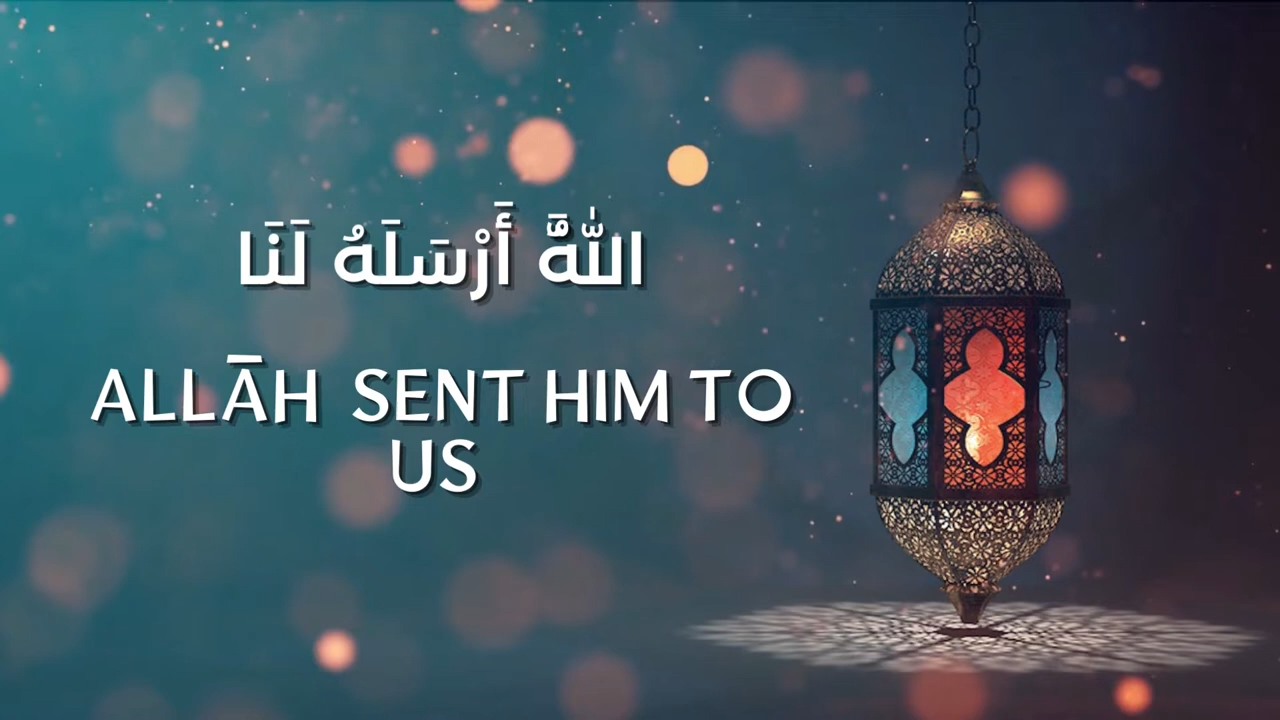 اللَّهَّ أَرْسَلَهُ لَنَا
ALLĀH SENT HIM TO
US